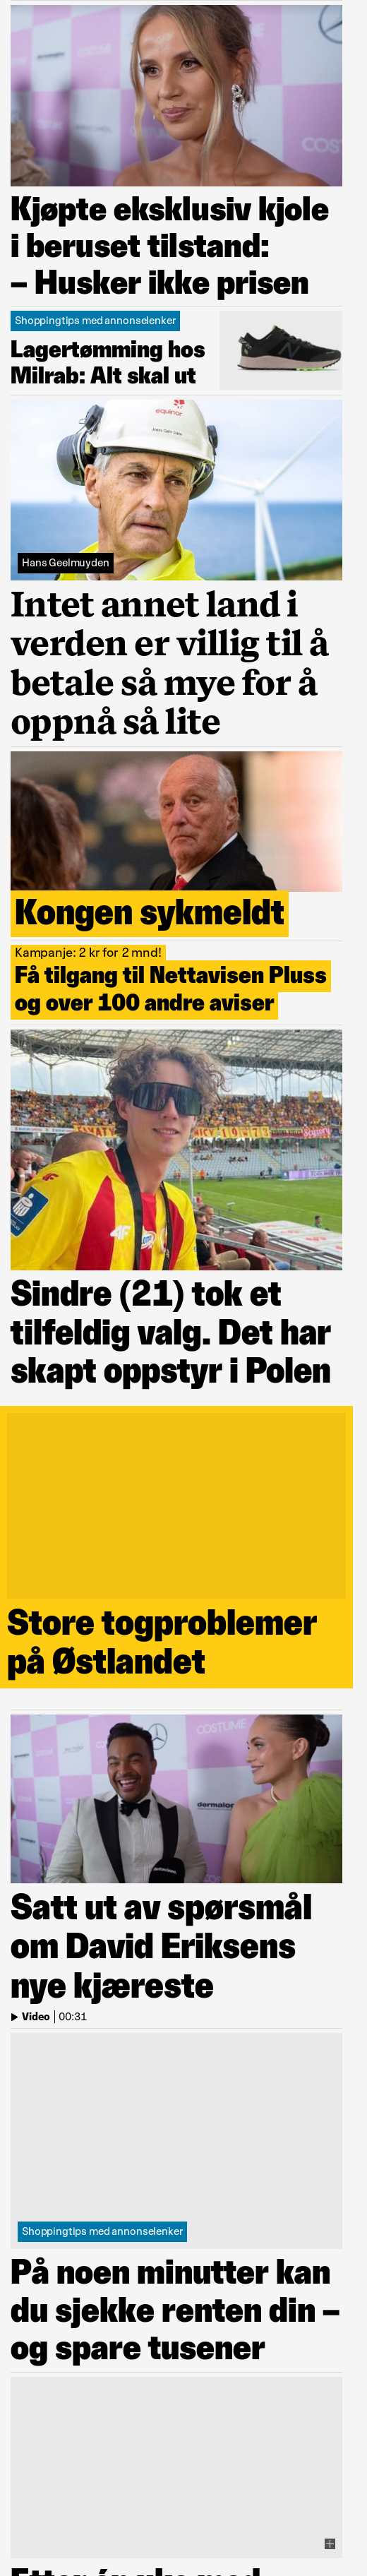 COSTUME
Kjøpte eksklusiv kjole
i beruset tilstand:
– Husker ikke prisen
Shoppingtips med annonselenker
Lagertømming hos
Milrab: Alt skal ut
equinor
Hans Geelmuyden
Intet annet land i
verden er villig til å
betale så mye for å
oppnå så lite
Kongen sykmeldt
Kampanje: 2 kr for 2 mnd!
Få tilgang til Nettavisen Pluss
og over 100 andre aviser
Sindre (21) tok et
tilfeldig valg. Det har
skapt oppstyr i Polen
Store togproblemer
på Østlandet
COSTUME
dermalog
Satt ut av spørsmål
om David Eriksens
nye kjæreste
Video | 00:31
Shoppingtips med annonselenker
På noen minutter kan
du sjekke renten din –
og spare tusener